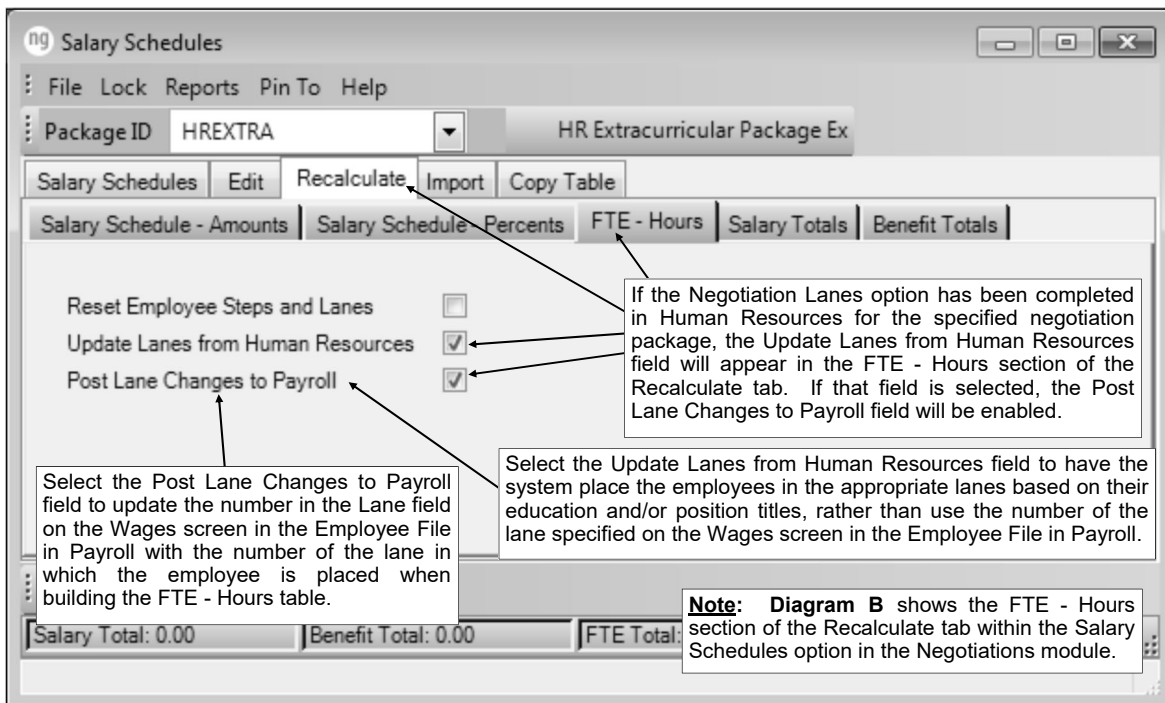 ng Salary Schedules
File Lock Reports Pin To Help
Package ID HREXTRA HR Extracurricular Package Ex
Salary Schedules Edit Recalculate Import Copy Table
Salary Schedule - Amounts Salary Schedule - Percents FTE - Hours Salary Totals Benefit Totals
Reset Employee Steps and Lanes
Update Lanes from Human Resources
Post Lane Changes to Payroll
If the Negotiation Lanes option has been completed
in Human Resources for the specified negotiation
package, the Update Lanes from Human Resources
field will appear in the FTE - Hours section of the
Recalculate tab. If that field is selected, the Post
Lane Changes to Payroll field will be enabled.
Select the Post Lane Changes to Payroll
field to update the number in the Lane field
on the Wages screen in the Employee File
in Payroll with the number of the lane in
which the employee is placed when
building the FTE - Hours table.
Select the Update Lanes from Human Resources field to have the
system place the employees in the appropriate lanes based on their
education and/or position titles, rather than use the number of the
lane specified on the Wages screen in the Employee File in Payroll.
Note: Diagram B shows the FTE - Hours
section of the Recalculate tab within the Salary
Schedules option in the Negotiations module.
Salary Total: 0.00 Benefit Total: 0.00 FTE Total: